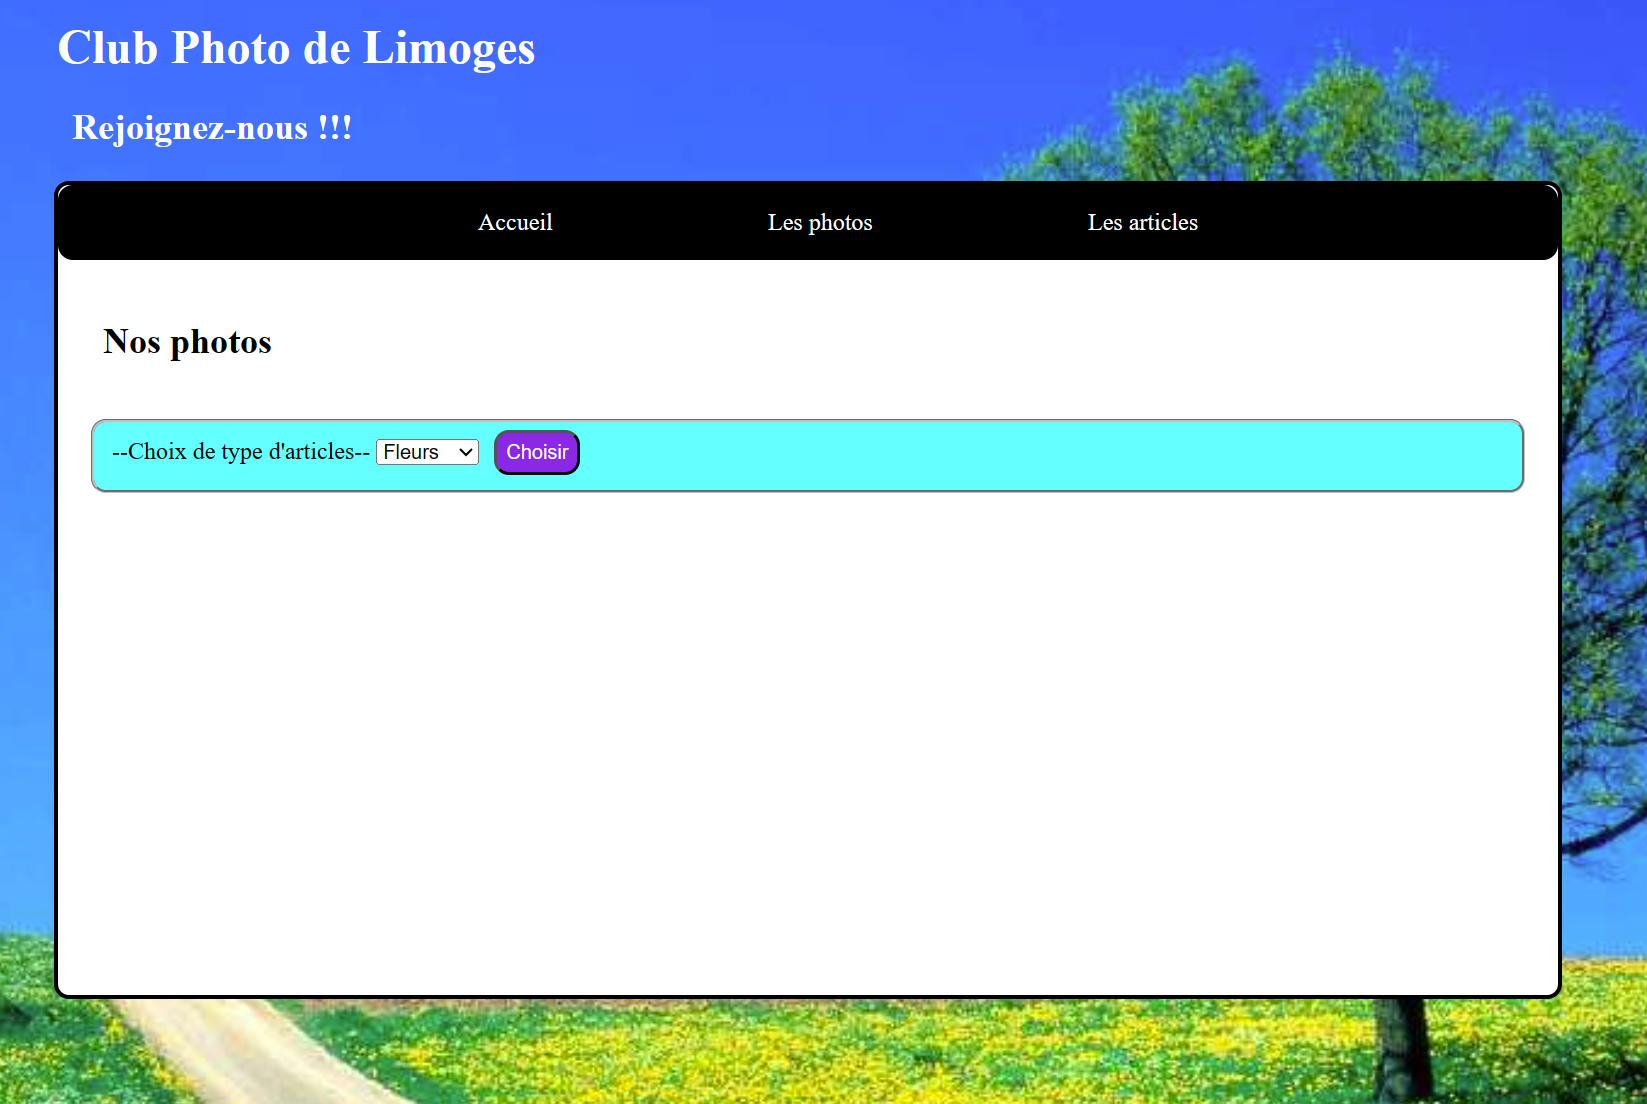 Club Photo de Limoges
Rejoignez-nous !!!
Accueil Les photos Les articles
Nos photos
--Choix de type d'articles-- Fleurs Choisir